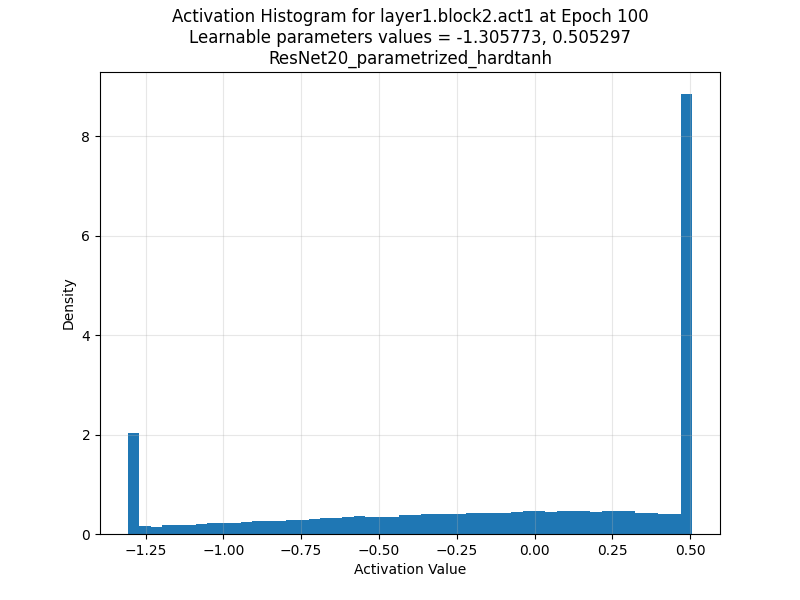 Activation Histogram for layer1.block2.act1 at Epoch 100
Learnable parameters values = -1.305773, 0.505297
ResNet20_parametrized_hardtanh
8
6
4
2
0
Density
−1.25
−1.00
−0.75
−0.50
−0.25
0.00
0.25
0.50
Activation Value